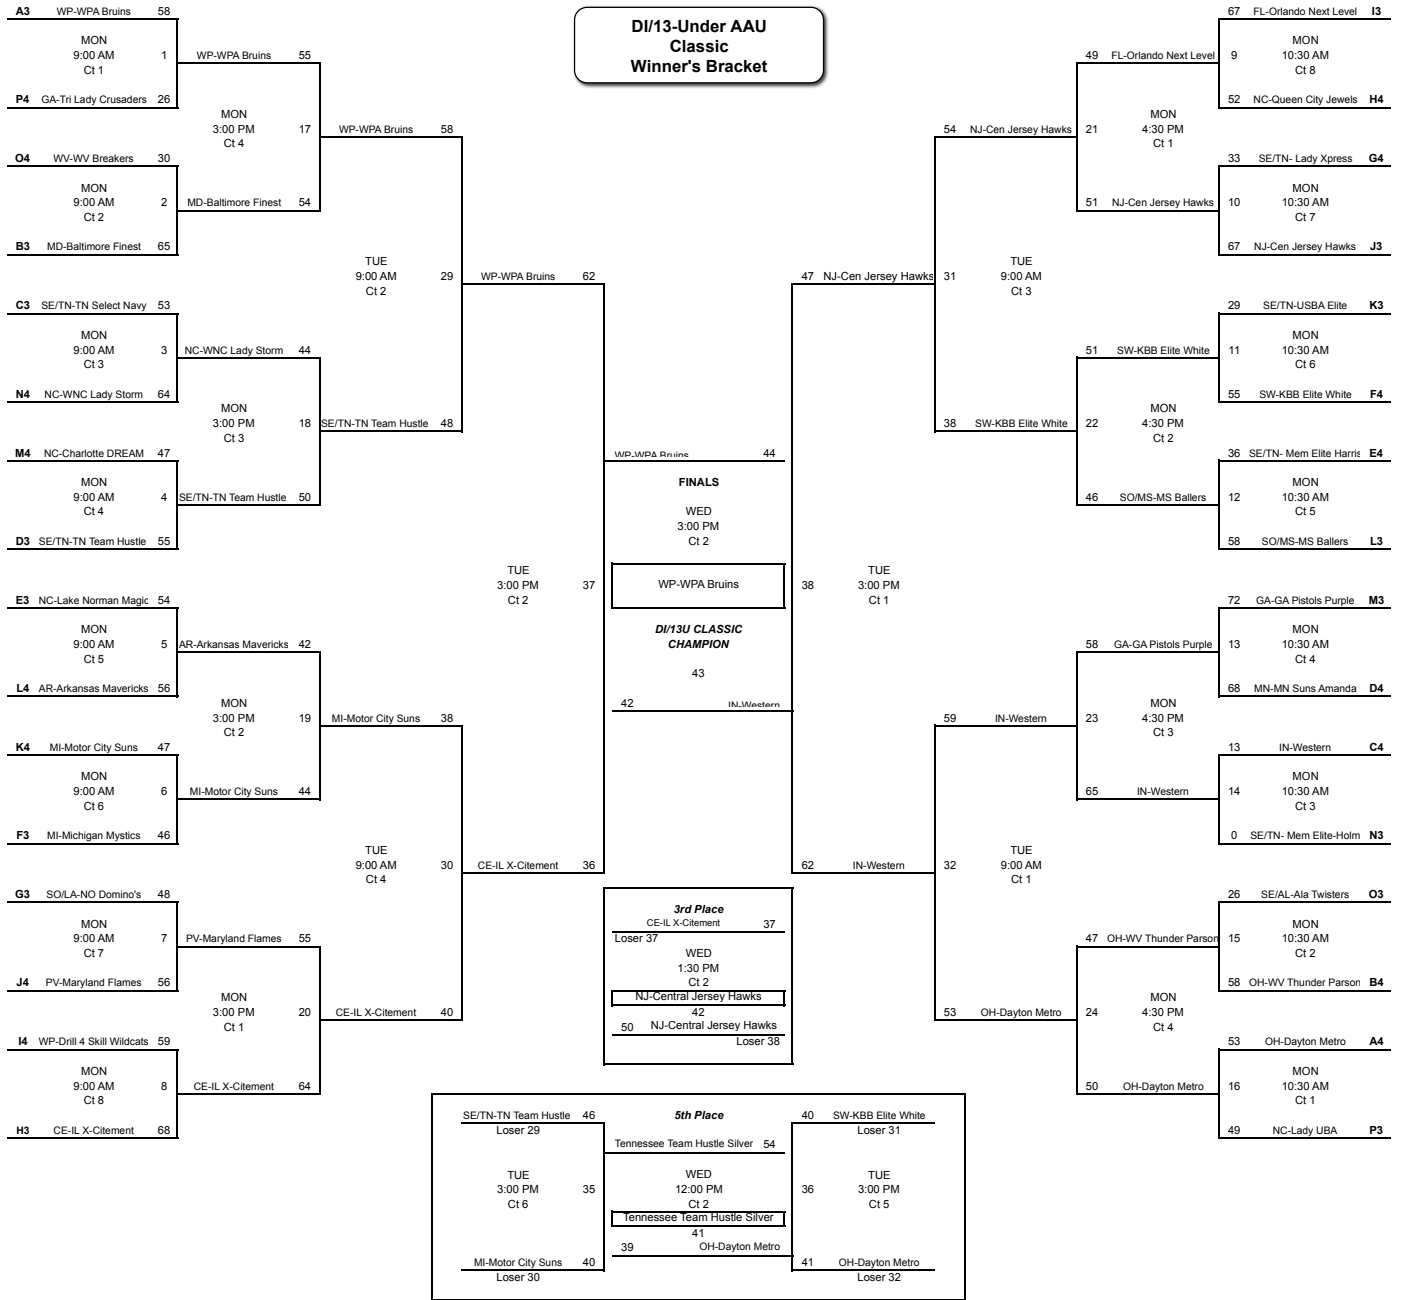 DI/13-Under AAU
Classic
Winner's Bracket
A3 WP-WPA Bruins 58
MON
9:00 AM 1
Ct 1
P4 GA-Tri Lady Crusaders 26
O4 WV-WV Breakers 30
MON
9:00 AM 2
Ct 2
B3 MD-Baltimore Finest 65
C3 SE/TN-TN Select Navy 53
MON
9:00 AM 3
Ct 3
N4 NC-WNC Lady Storm 64
M4 NC-Charlotte DREAM 47
MON
9:00 AM 4
Ct 4
D3 SE/TN-TN Team Hustle 55
E3 NC-Lake Norman Magic 54
MON
9:00 AM 5
Ct 5
L4 AR-Arkansas Mavericks 56
K4 MI-Motor City Suns 47
MON
9:00 AM 6
Ct 6
F3 MI-Michigan Mystics 46
G3 SO/LA-NO Domino's 48
MON
9:00 AM 7
Ct 7
J4 PV-Maryland Flames 56
I4 WP-Drill 4 Skill Wildcats 59
MON
9:00 AM 8
Ct 8
H3 CE-IL X-Citement 68
WP-WPA Bruins 55
MON
3:00 PM 17
Ct 4
MD-Baltimore Finest 54
NC-WNC Lady Storm 44
MON
3:00 PM 18
Ct 3
SE/TN-TN Team Hustle 50
AR-Arkansas Mavericks 42
MON
3:00 PM 19
Ct 2
MI-Motor City Suns 44
PV-Maryland Flames 55
MON
3:00 PM 20
Ct 1
CE-IL X-Citement 64
WP-WPA Bruins 58
TUE
9:00 AM 29
Ct 2
SE/TN-TN Team Hustle 48
MI-Motor City Suns 38
TUE
9:00 AM 30
Ct 4
CE-IL X-Citement 40
WP-WPA Bruins 62
TUE
3:00 PM 37
Ct 2
CE-IL X-Citement 36
WP-WPA Bruins 44
FINALS
WED
3:00 PM
Ct 2
WP-WPA Bruins
DI/13U CLASSIC
CHAMPION
43
42 IN-Western
3rd Place
CE-IL X-Citement 37
Loser 37
WED
1:30 PM
Ct 2
NJ-Central Jersey Hawks
42
50 NJ-Central Jersey Hawks
Loser 38
47 NJ-Cen Jersey Hawks
TUE
38 3:00 PM
Ct 1
62 IN-Western
54 NJ-Cen Jersey Hawks
TUE
31 9:00 AM
Ct 3
38 SW-KBB Elite White
59 IN-Western
TUE
32 9:00 AM
Ct 1
53 OH-Dayton Metro
49 FL-Orlando Next Level
MON
21 4:30 PM
Ct 1
51 NJ-Cen Jersey Hawks
51 SW-KBB Elite White
MON
22 4:30 PM
Ct 2
46 SO/MS-MS Ballers
58 GA-GA Pistols Purple
MON
23 4:30 PM
Ct 3
65 IN-Western
47 OH-WV Thunder Parson
MON
24 4:30 PM
Ct 4
50 OH-Dayton Metro
67 FL-Orlando Next Level I3
MON
9 10:30 AM
Ct 8
52 NC-Queen City Jewels H4
33 SE/TN- Lady Xpress G4
MON
10 10:30 AM
Ct 7
67 NJ-Cen Jersey Hawks J3
29 SE/TN-USBA Elite K3
MON
11 10:30 AM
Ct 6
55 SW-KBB Elite White F4
36 SE/TN- Mem Elite Harris E4
MON
12 10:30 AM
Ct 5
58 SO/MS-MS Ballers L3
72 GA-GA Pistols Purple M3
MON
13 10:30 AM
Ct 4
68 MN-MN Suns Amanda D4
13 IN-Western C4
MON
14 10:30 AM
Ct 3
0 SE/TN- Mem Elite-Holm N3
26 SE/AL-Ala Twisters O3
MON
15 10:30 AM
Ct 2
58 OH-WV Thunder Parson B4
53 OH-Dayton Metro A4
MON
16 10:30 AM
Ct 1
49 NC-Lady UBA P3
5th Place
SE/TN-TN Team Hustle 46
Loser 29
TUE
3:00 PM 35
Ct 6
MI-Motor City Suns 40
Loser 30
Tennessee Team Hustle Silver 54
WED
12:00 PM
Ct 2
Tennessee Team Hustle Silver
41
39 OH-Dayton Metro
40 SW-KBB Elite White
Loser 31
TUE
36 3:00 PM
Ct 5
41 OH-Dayton Metro
Loser 32